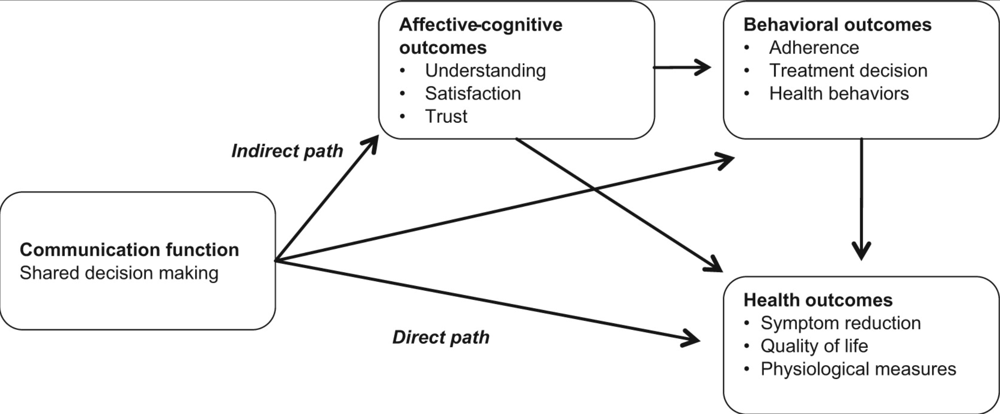 Affective-cognitive
outcomes
• Understanding
• Satisfaction
• Trust
Behavioral outcomes
• Adherence
• Treatment decision
• Health behaviors
Indirect path
Communication function
Shared decision making
Direct path
Health outcomes
• Symptom reduction
• Quality of life
• Physiological measures